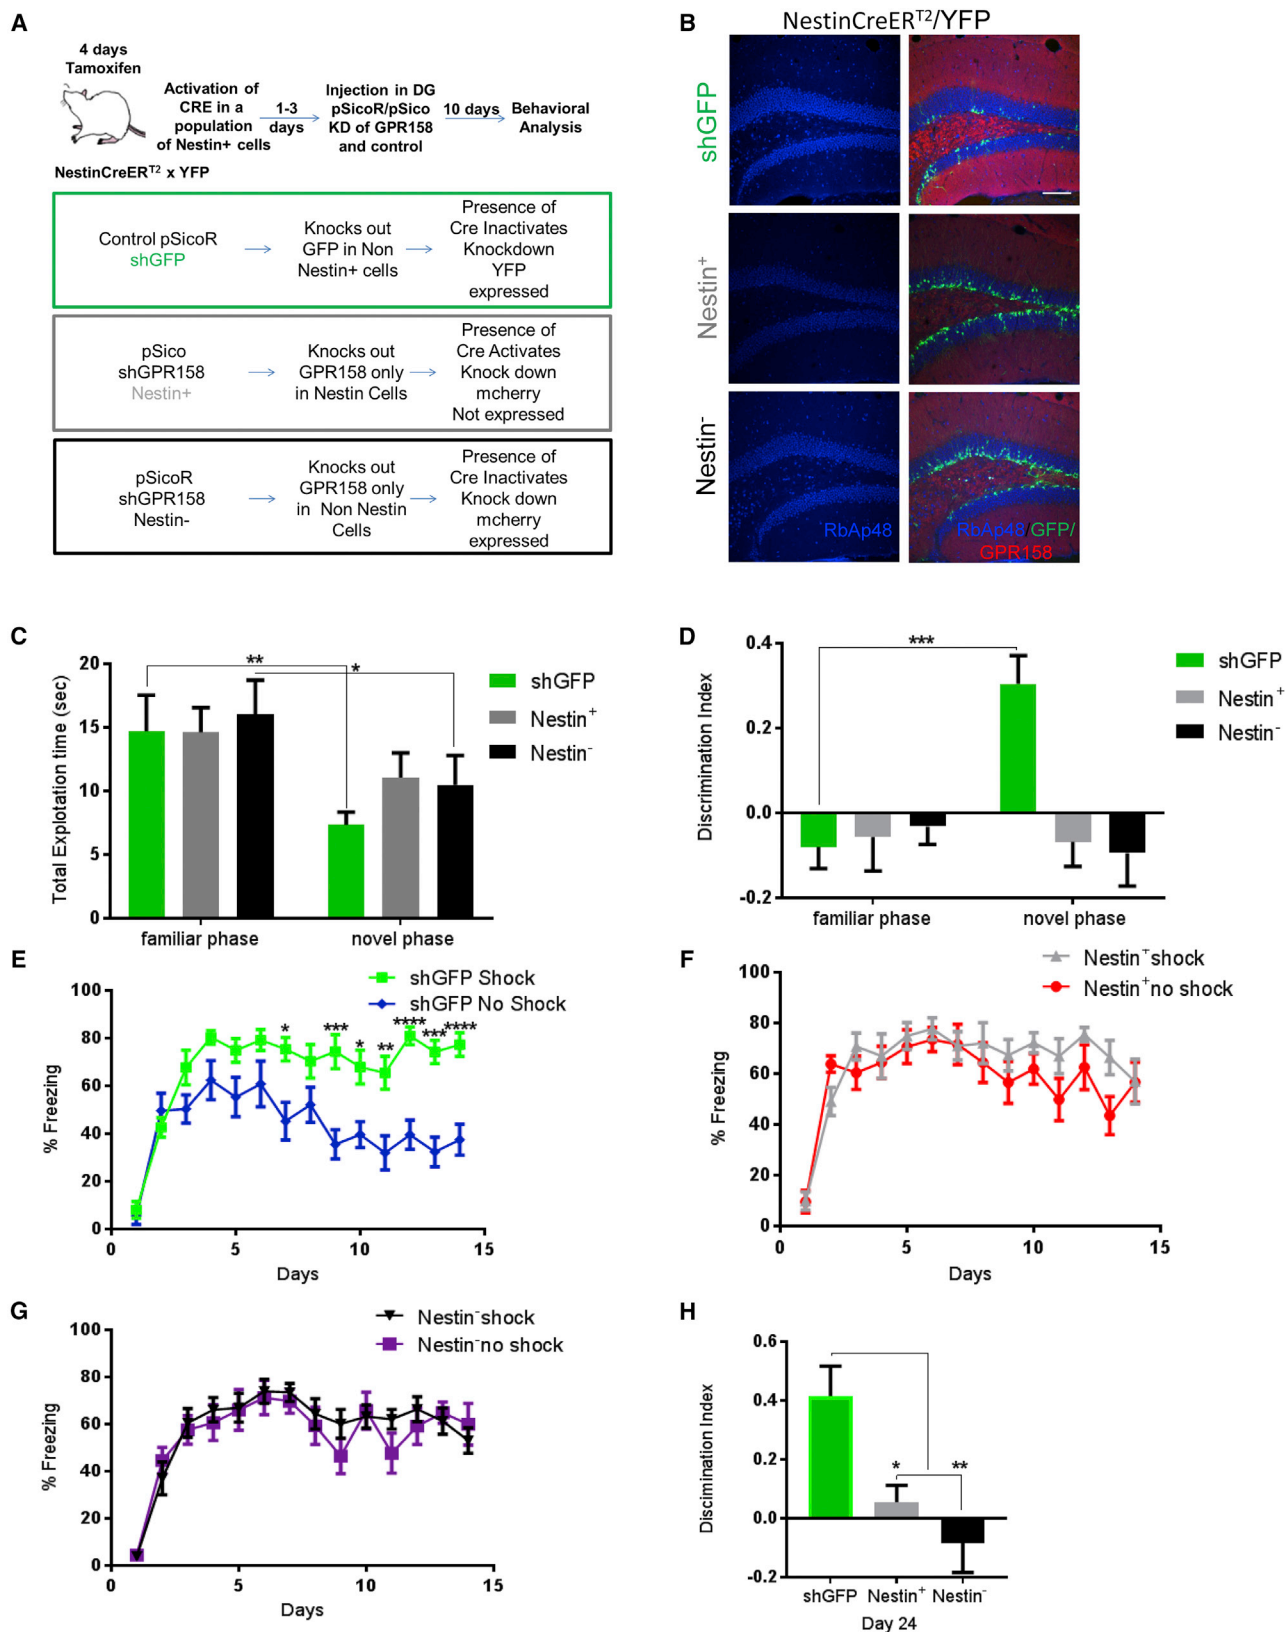 A
4 days
Tamoxifen
Activation of
CRE in a
population
of Nestin+ cells
1-3
days
Injection in DG
pSicoR/pSico
KD of GPR158
and control
10 days
Behavioral
Analysis
NestinCreER^T2 x YFP
Control pSicoR
shGFP
Knocks out
GFP in Non
Nestin+ cells
Presence of
Cre Inactivates
Knockdown
YFP
expressed
pSico
shGPR158
Nestin+
Knocks out
GPR158 only
in Nestin Cells
Presence of
Cre Activates
Knock down
mcherry
Not expressed
pSicoR
shGPR158
Nestin-
Knocks out
GPR158 only
in Non Nestin
Cells
Presence of
Cre Inactivates
Knock down
mcherry
expressed
B
NestinCreER^T2/YFP
shGFP
Nestin+
Nestin-
RbAp48
RbAp48/GFP/
GPR158
C
Total Explotation time (sec)
20
15
10
5
0
**
*
familiar phase
novel phase
shGFP
Nestin+
Nestin-
D
Discrimination Index
0.4
0.2
0.0
-0.2
***
familiar phase
novel phase
shGFP
Nestin+
Nestin-
E
shGFP Shock
shGFP No Shock
% Freezing
100
80
60
40
20
0
* *** * ** **** *** ****
0 5 10 15
Days
F
Nestin+shock
Nestin+no shock
% Freezing
100
80
60
40
20
0
0 5 10 15
Days
G
Nestin-shock
Nestin-no shock
% Freezing
100
80
60
40
20
0
0 5 10 15
Days
H
Discimination Index
0.6
0.4
0.2
0.0
-0.2
* **
shGFP Nestin+ Nestin-
Day 24